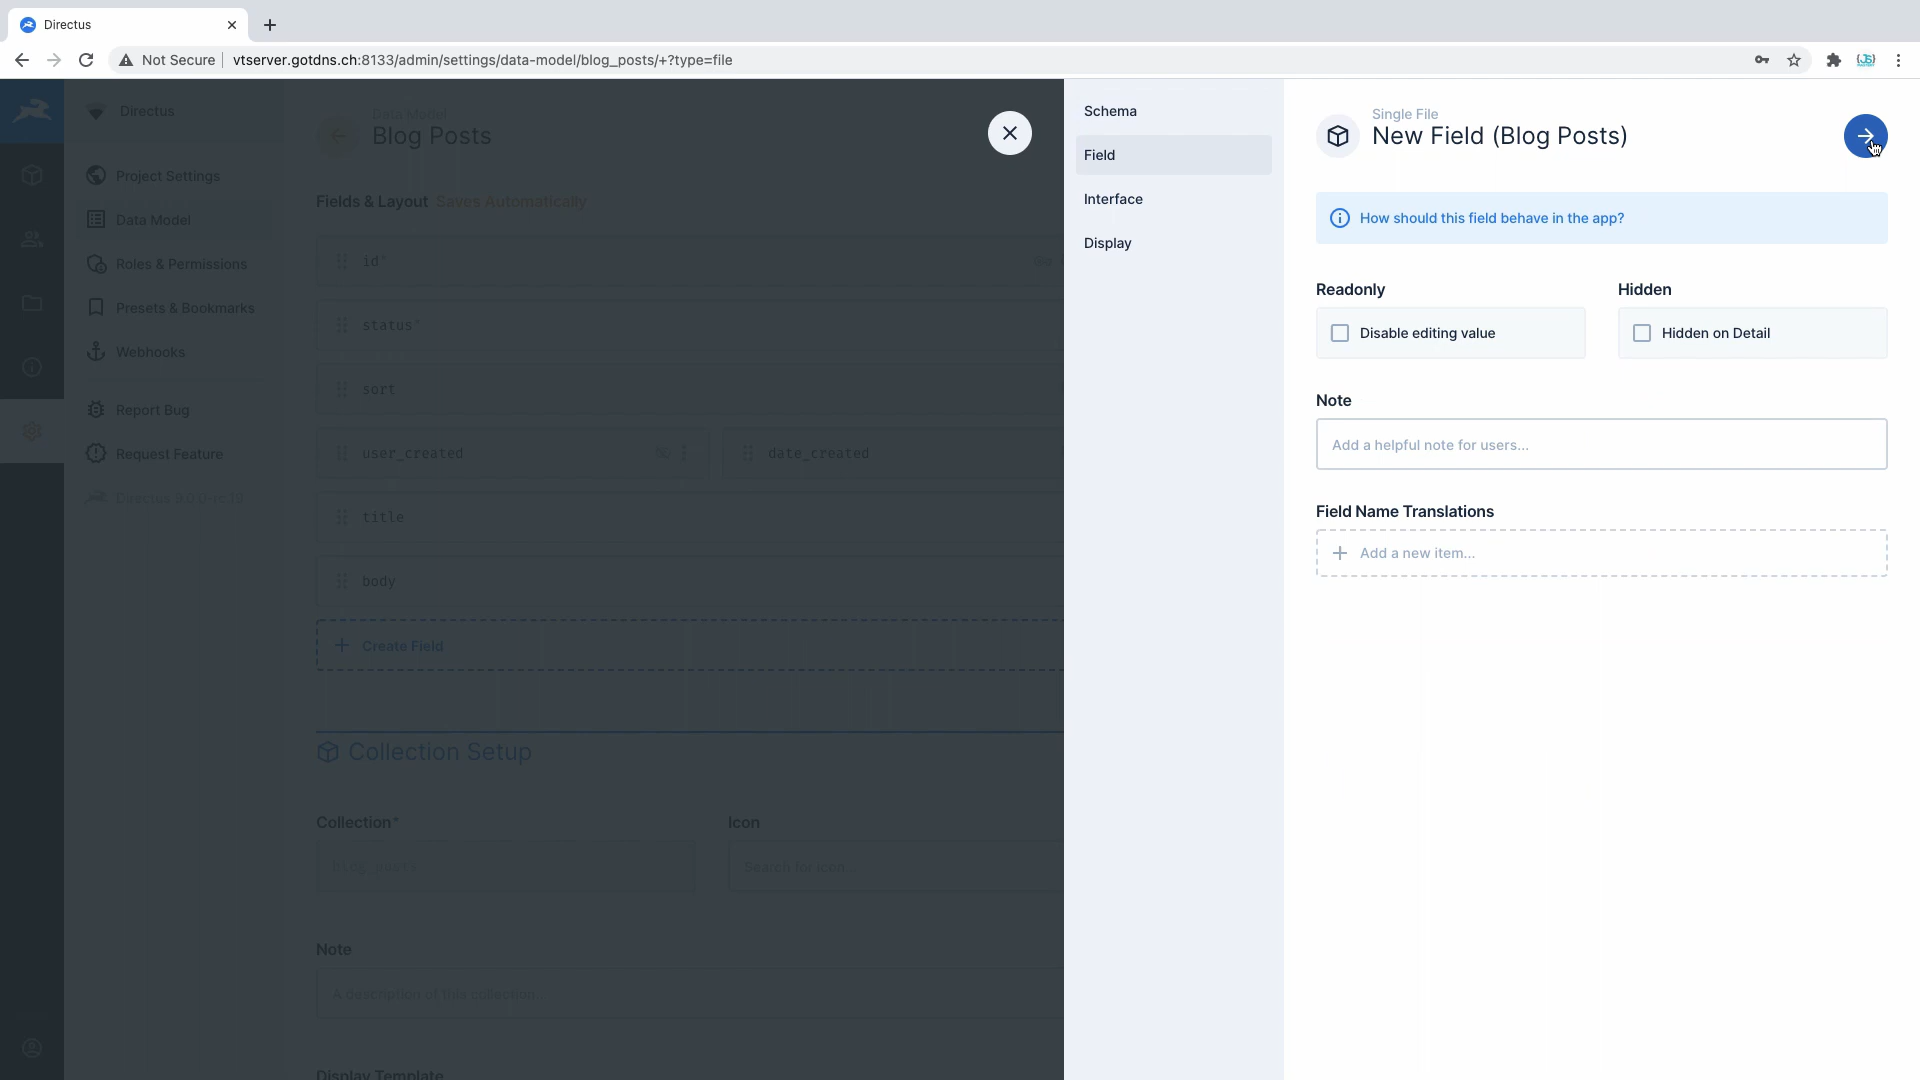 Directus
Not Secure
vtserver.gotdns.ch:8133/admin/settings/data-model/blog_posts/+?type=file
Directus
Project Settings
Data Model
Roles & Permissions
Presets & Bookmarks
Webhooks
Report Bug
Request Feature
Data Model
Blog Posts
Fields & Layout Saves Automatically
id*
status*
sort
user_created
date_created
title
body
Create Field
Collection Setup
Collection*
Icon
Search for icon...
Note
A description of this collection
Display Template
Schema
Field
Interface
Display
Single File
New Field (Blog Posts)
How should this field behave in the app?
Readonly
Hidden
Disable editing value
Hidden on Detail
Note
Add a helpful note for users...
Field Name Translations
Add a new item...